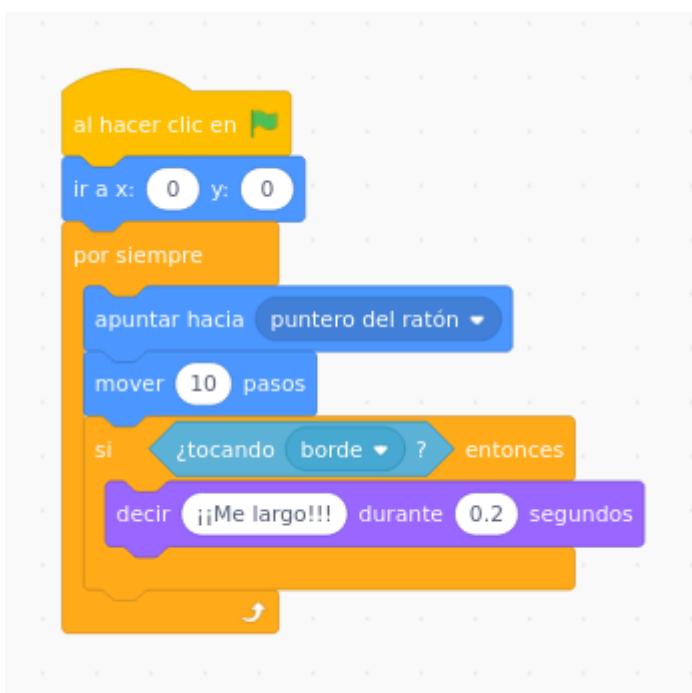 al hacer clic en
ir a x: 0 y: 0
por siempre
apuntar hacia puntero del ratón
mover 10 pasos
si ¿tocando borde ? entonces
decir ¡¡Me largo!!! durante 0.2 segundos